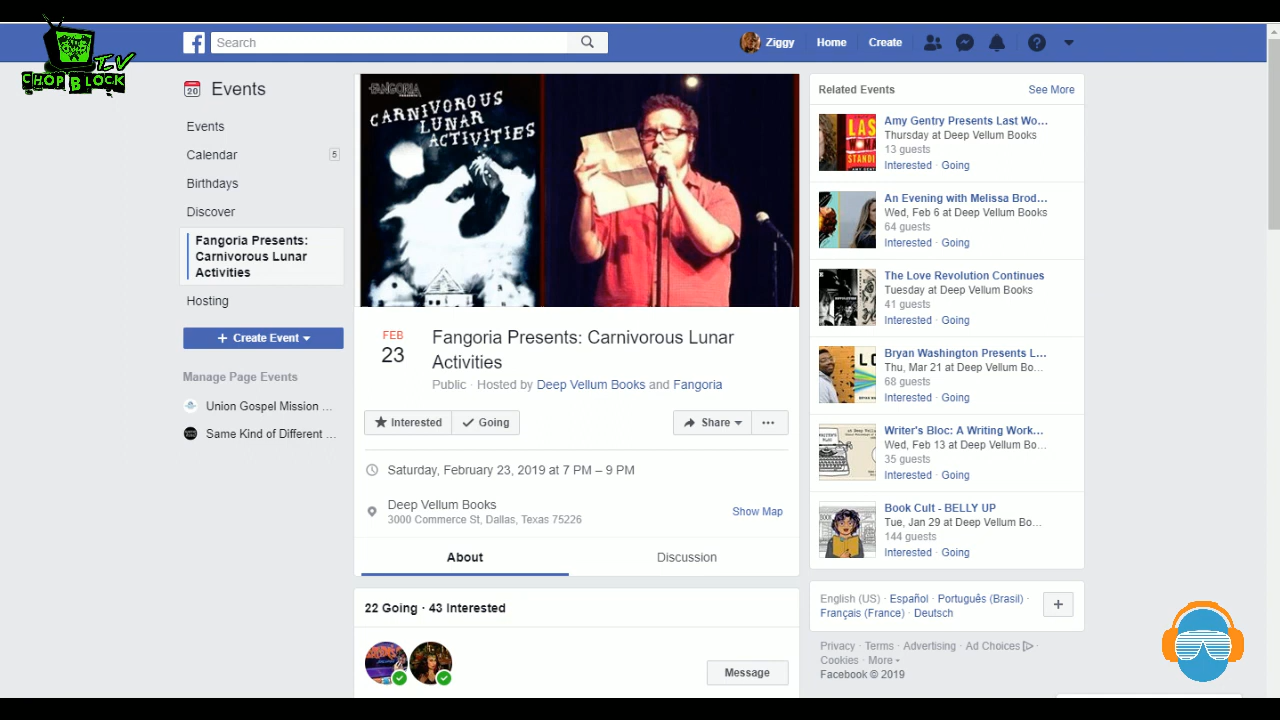 TV
CHOP BLOCK
Search
Ziggy
Home
Create
20
Events
Events
Calendar
5
Birthdays
Discover
Fangoria Presents:
Carnivorous Lunar
Activities
Hosting
+ Create Event
Manage Page Events
Union Gospel Mission ...
Same Kind of Different ...
FANGORIA
CARNIVOROUS
LUNAR
ACTIVITIES
FEB
23
Fangoria Presents: Carnivorous Lunar
Activities
Public · Hosted by Deep Vellum Books and Fangoria
Interested
Going
Share
Saturday, February 23, 2019 at 7 PM – 9 PM
Deep Vellum Books
3000 Commerce St, Dallas, Texas 75226
Show Map
About
Discussion
22 Going · 43 Interested
Message
Related Events
See More
Amy Gentry Presents Last Wo...
Thursday at Deep Vellum Books
13 guests
Interested · Going
An Evening with Melissa Brod...
Wed, Feb 6 at Deep Vellum Books
64 guests
Interested · Going
The Love Revolution Continues
Tuesday at Deep Vellum Books
41 guests
Interested · Going
Bryan Washington Presents L...
Thu, Mar 21 at Deep Vellum Bo...
68 guests
Interested · Going
Writer's Bloc: A Writing Work...
Wed, Feb 13 at Deep Vellum Bo...
35 guests
Interested · Going
Book Cult - BELLY UP
Tue, Jan 29 at Deep Vellum Bo...
144 guests
Interested · Going
English (US) · Español · Português (Brasil) ·
Français (France) · Deutsch
Privacy · Terms · Advertising · Ad Choices ·
Cookies · More
Facebook © 2019